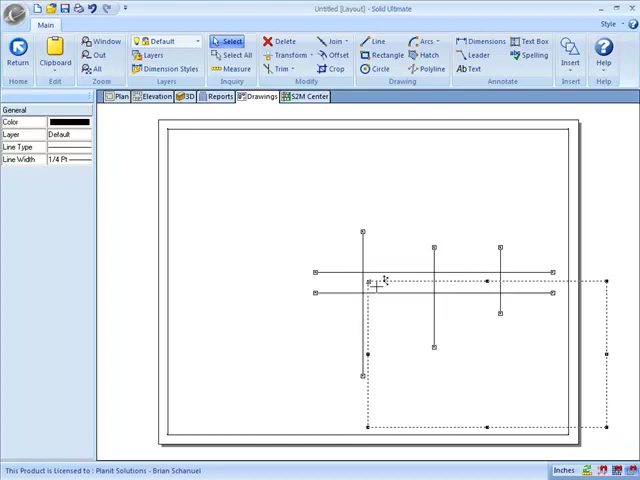 Untitled [Layout] - Solid Ultimate
Main
Style
Return
Clipboard
Edit
Window
Out
All
Zoom
Default
Layers
Dimension Styles
Layers
Select
Select All
Measure
Inquiry
Delete
Join
Transform
Offset
Trim
Crop
Modify
Line
Arcs
Rectangle
Hatch
Circle
Polyline
Drawing
Dimensions
Text Box
Leader
Spelling
Text
Annotate
Insert
Insert
Help
Help
Plan
Elevation
3D
Reports
Drawings
S2M Center
General
Color
Layer
Default
Line Type
Line Width
1/4 Pt
This Product is Licensed to : Planit Solutions - Brian Schanuel
Inches